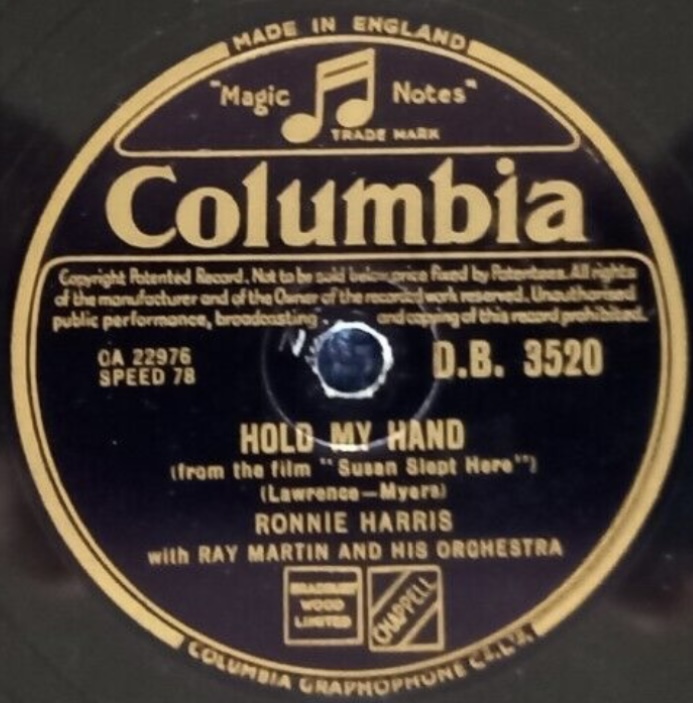 MADE IN ENGLAND
"Magic Notes"
TRADE MARK
Columbia
Copyright Patented Record. Not to be sold below price fixed by Patentees. All rights
of the manufacturer and of the Owner of the recorded work reserved. Unauthorised
public performance, broadcasting and copying of this record prohibited.
CA 22976
SPEED 78
D.B. 3520
HOLD MY HAND
(from the film "Susan Slept Here")
(Lawrence—Myers)
RONNIE HARRIS
with RAY MARTIN AND HIS ORCHESTRA
BRADBURY
WOOD
LIMITED
CHAPPELL
COLUMBIA GRAPHOPHONE Co. LTD.